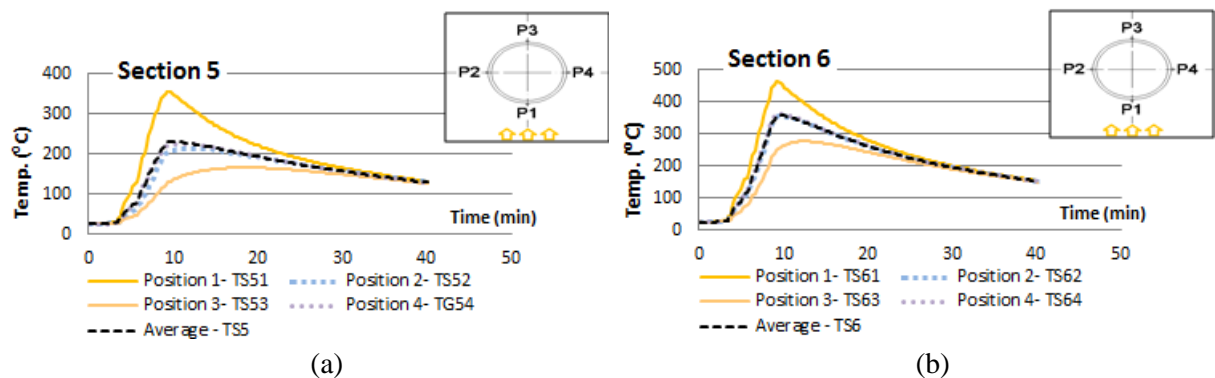 Section 5
Temp. (⁰C)
400
300
200
100
0
0 10 20 30 40 50
Time (min)
P3
P2 P4
P1
Position 1- TS51 Position 2- TS52
Position 3- TS53 Position 4- TG54
Average - TS5
(a)
Section 6
Temp. (⁰C)
500
400
300
200
100
0
0 10 20 30 40 50
Time (min)
P3
P2 P4
P1
Position 1- TS61 Position 2- TS62
Position 3- TS63 Position 4- TS64
Average - TS6
(b)